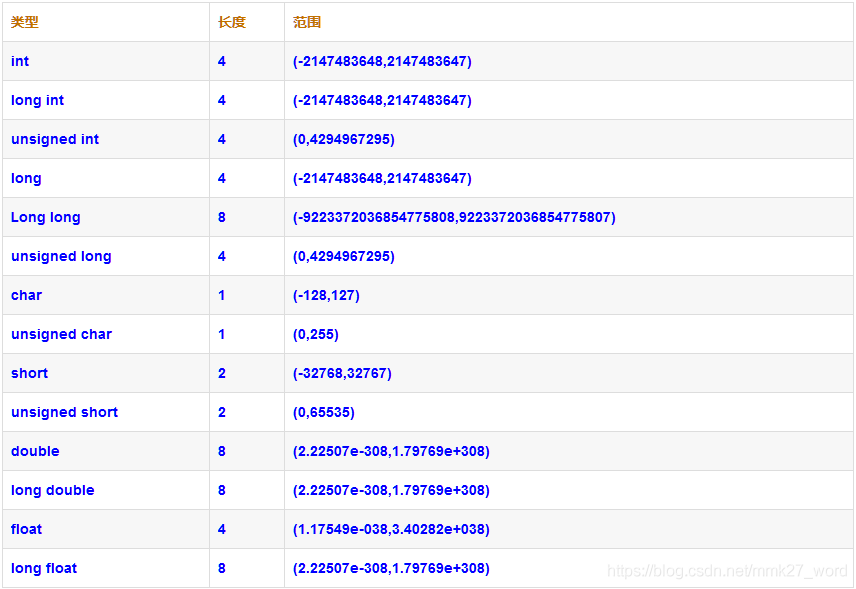 类型 长度 范围
int 4 (-2147483648,2147483647)
long int 4 (-2147483648,2147483647)
unsigned int 4 (0,4294967295)
long 4 (-2147483648,2147483647)
Long long 8 (-9223372036854775808,9223372036854775807)
unsigned long 4 (0,4294967295)
char 1 (-128,127)
unsigned char 1 (0,255)
short 2 (-32768,32767)
unsigned short 2 (0,65535)
double 8 (2.22507e-308,1.79769e+308)
long double 8 (2.22507e-308,1.79769e+308)
float 4 (1.17549e-038,3.40282e+038)
long float 8 (2.22507e-308,1.79769e+308)
https://blog.csdn.net/mmk27_word